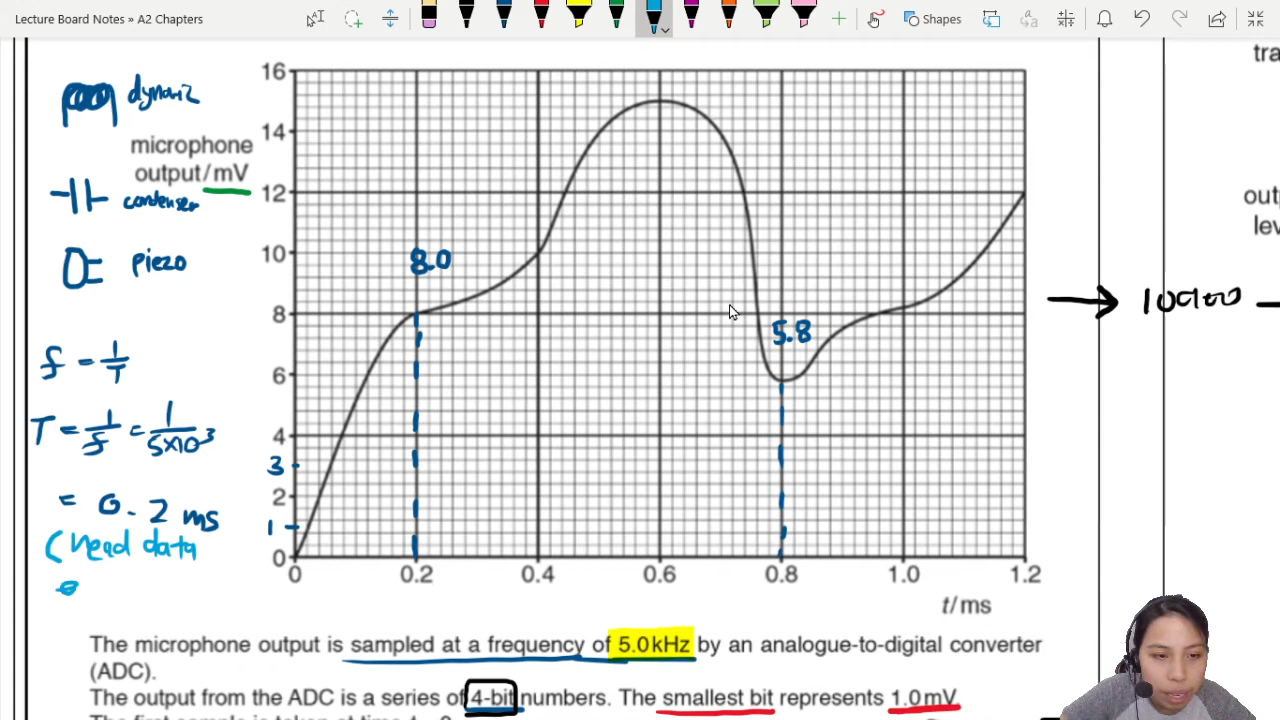 Lecture Board Notes » A2 Chapters
Shapes
dynamic
microphone
output/mV
condenser
piezo
f = 1/T
T = 1/f = 1/5×10³
= 0.2 ms
(read data
16
14
12
10
8
6
4
3
2
1
0
8.0
5.8
0 0.2 0.4 0.6 0.8 1.0 1.2
t/ms
The microphone output is sampled at a frequency of 5.0kHz by an analogue-to-digital converter
(ADC).
The output from the ADC is a series of 4-bit numbers. The smallest bit represents 1.0mV.
tra
out
lev